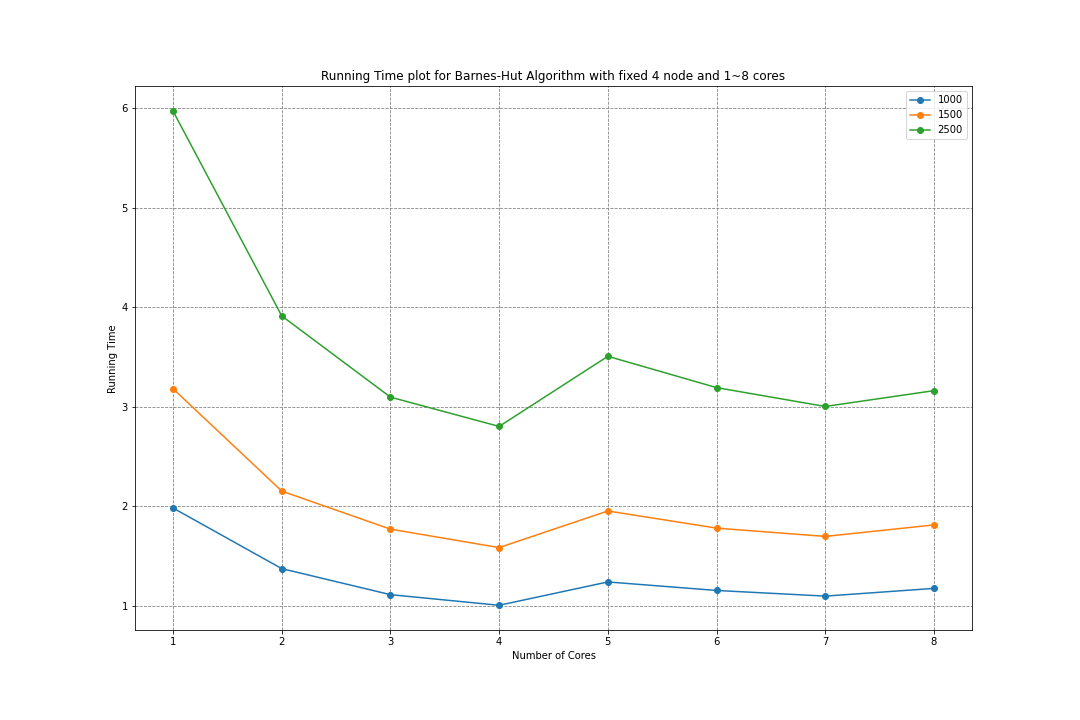 Running Time plot for Barnes-Hut Algorithm with fixed 4 node and 1~8 cores
1000
1500
2500
6
5
4
3
2
1
Running Time
1 2 3 4 5 6 7 8
Number of Cores